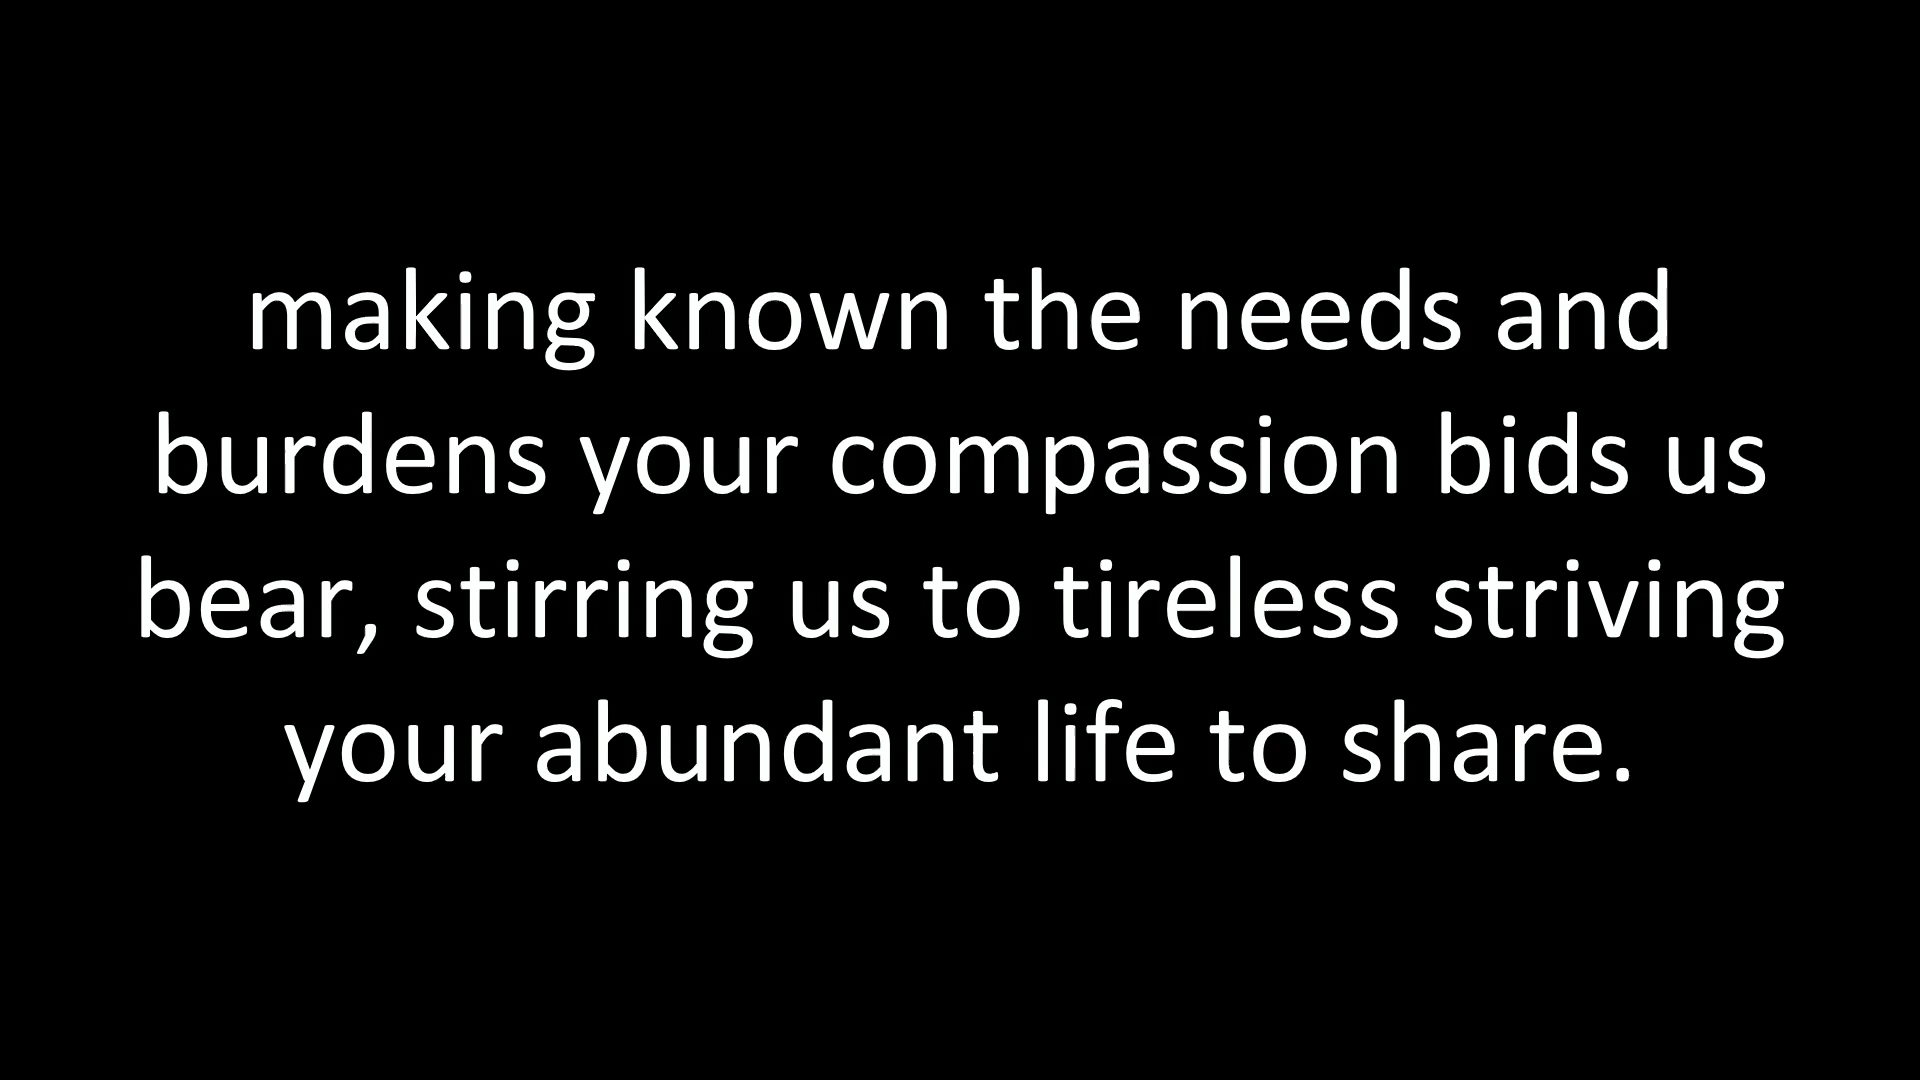 making known the needs and
burdens your compassion bids us
bear, stirring us to tireless striving
your abundant life to share.